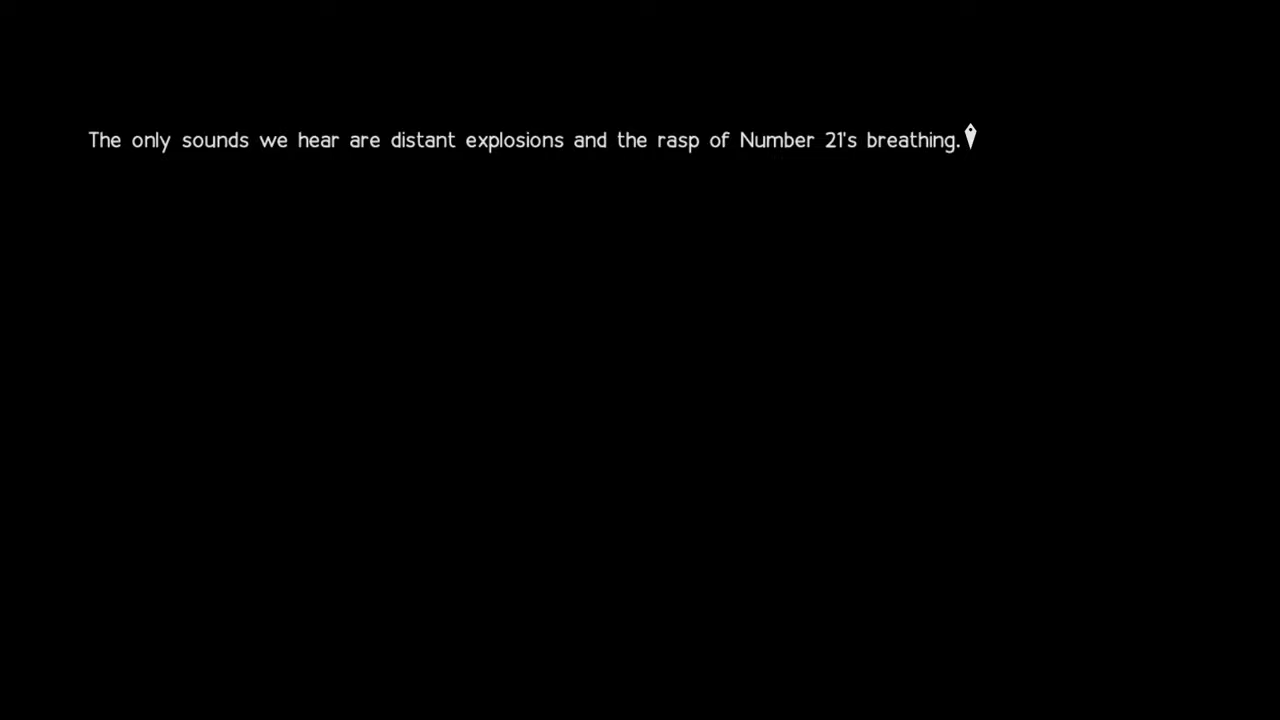 The only sounds we hear are distant explosions and the rasp of Number 21's breathing.